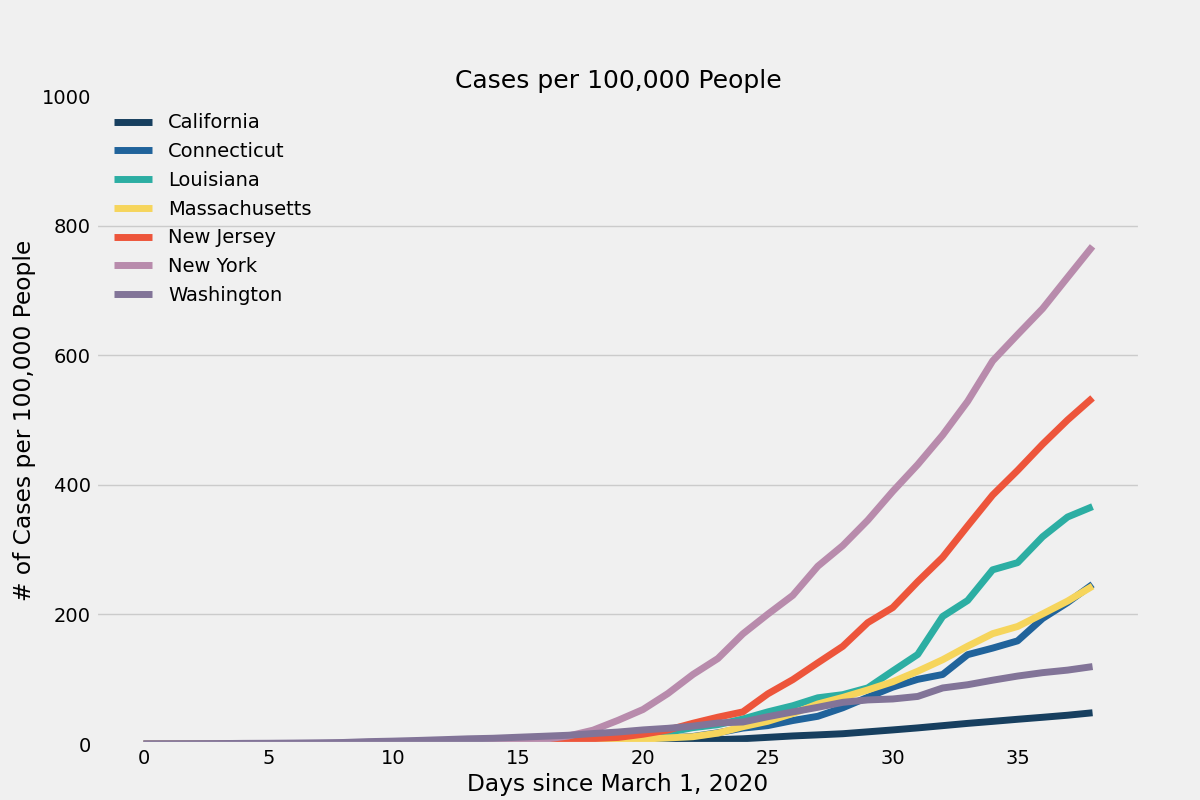 Cases per 100,000 People
1000
800
600
400
200
0
# of Cases per 100,000 People
California
Connecticut
Louisiana
Massachusetts
New Jersey
New York
Washington
0 5 10 15 20 25 30 35
Days since March 1, 2020